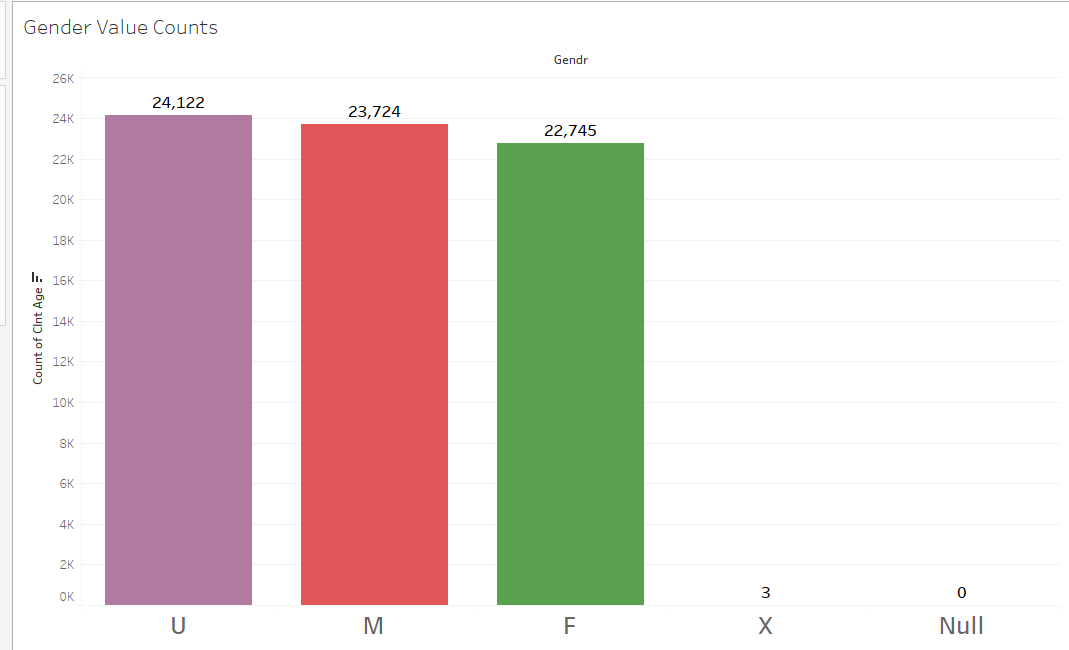 Gender Value Counts
Gendr
26K
24K
22K
20K
18K
16K
14K
12K
10K
8K
6K
4K
2K
0K
Count of Clnt Age
24,122
23,724
22,745
3
0
U
M
F
X
Null